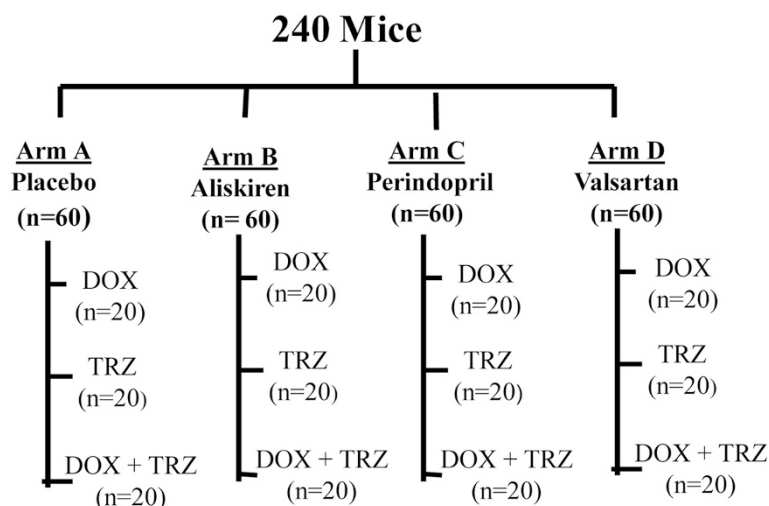 240 Mice
Arm A
Placebo
(n=60)
DOX
(n=20)
TRZ
(n=20)
DOX + TRZ
(n=20)
Arm B
Aliskiren
(n= 60)
DOX
(n=20)
TRZ
(n=20)
DOX + TRZ
(n=20)
Arm C
Perindopril
(n=60)
DOX
(n=20)
TRZ
(n=20)
DOX + TRZ
(n=20)
Arm D
Valsartan
(n=60)
DOX
(n=20)
TRZ
(n=20)
DOX + TRZ
(n=20)